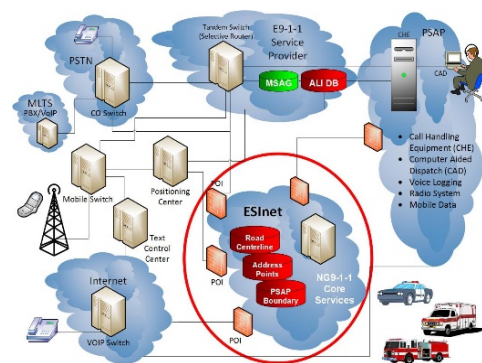 PSTN
CO Switch
MLTS
PBX/VoIP
Tandem Switch
(Selective Router)
E9-1-1
Service
Provider
MSAG
ALI DB
CHE
PSAP
CAD
• Call Handling
Equipment (CHE)
• Computer Aided
Dispatch (CAD)
• Voice Logging
• Radio System
• Mobile Data
Mobile Switch
Positioning
Center
Text
Control
Center
POI
ESInet
Road
Centerline
Address
Points
PSAP
Boundary
NG9-1-1
Core
Services
POI
Internet
VOIP Switch
POI